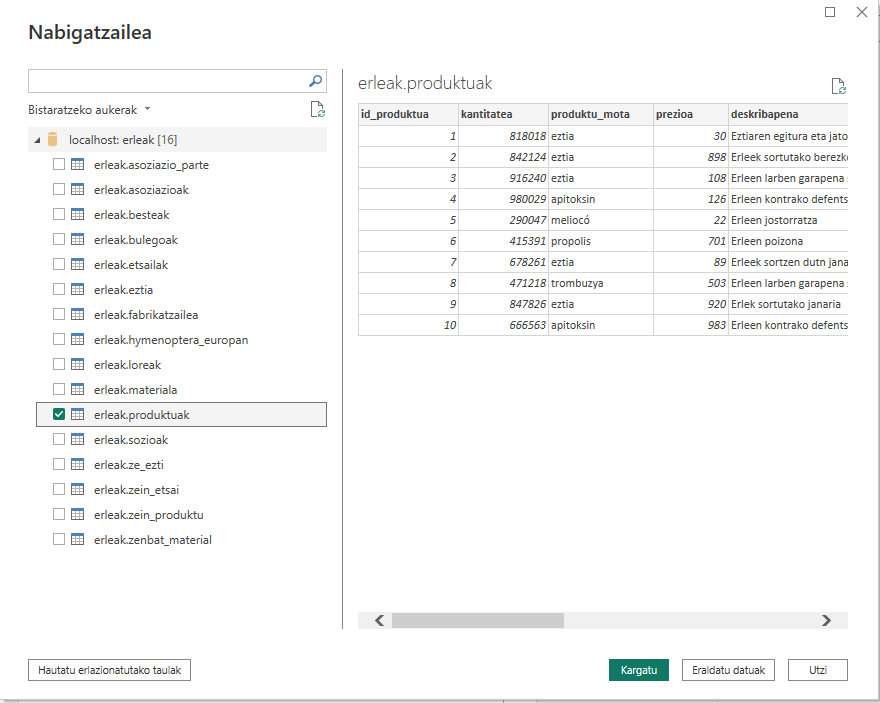 Nabigatzailea
Bistaratzeko aukerak
localhost: erleak [16]
erleak.asoziazio_parte
erleak.asoziazioak
erleak.besteak
erleak.bulegoak
erleak.etsailak
erleak.eztia
erleak.fabrikatzailea
erleak.hymenoptera_europan
erleak.loreak
erleak.materiala
erleak.produktuak
erleak.sozioak
erleak.ze_ezti
erleak.zein_etsai
erleak.zein_produktu
erleak.zenbat_material
erleak.produktuak
id_produktua kantitatea produktu_mota prezioa deskribapena
1 818018 eztia 30 Eztiaren egitura eta jato
2 842124 eztia 898 Erleek sortutako berezk
3 916240 eztia 108 Erleen larben garapena
4 980029 apitoksin 126 Erleen kontrako defents
5 290047 meliocó 22 Erleen jostorratza
6 415391 propolis 701 Erleen poizona
7 678261 eztia 89 Erleek sortzen dutn jana
8 471218 trombuzya 503 Erleen larben garapena
9 847826 eztia 920 Erlek sortutako janaria
10 666563 apitoksin 983 Erleen kontrako defents
Hautatu erlazionatutako taulak
Kargatu
Eraldatu datuak
Utzi